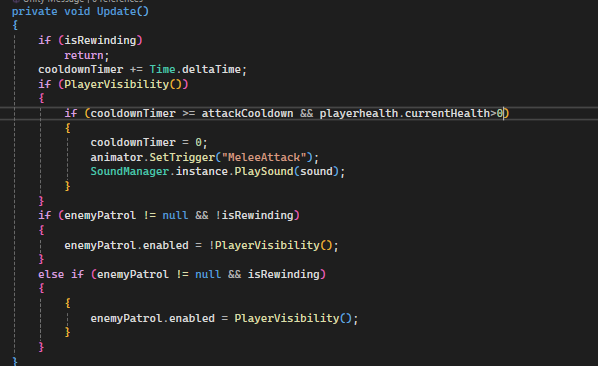 Unity Message | 0 references
private void Update()
{
if (isRewinding)
return;
cooldownTimer += Time.deltaTime;
if (PlayerVisibility())
{
if (cooldownTimer >= attackCooldown && playerhealth.currentHealth>0)
{
cooldownTimer = 0;
animator.SetTrigger("MeleeAttack");
SoundManager.instance.PlaySound(sound);
}
}
if (enemyPatrol != null && !isRewinding)
{
enemyPatrol.enabled = !PlayerVisibility();
}
else if (enemyPatrol != null && isRewinding)
{
{
enemyPatrol.enabled = PlayerVisibility();
}
}
}